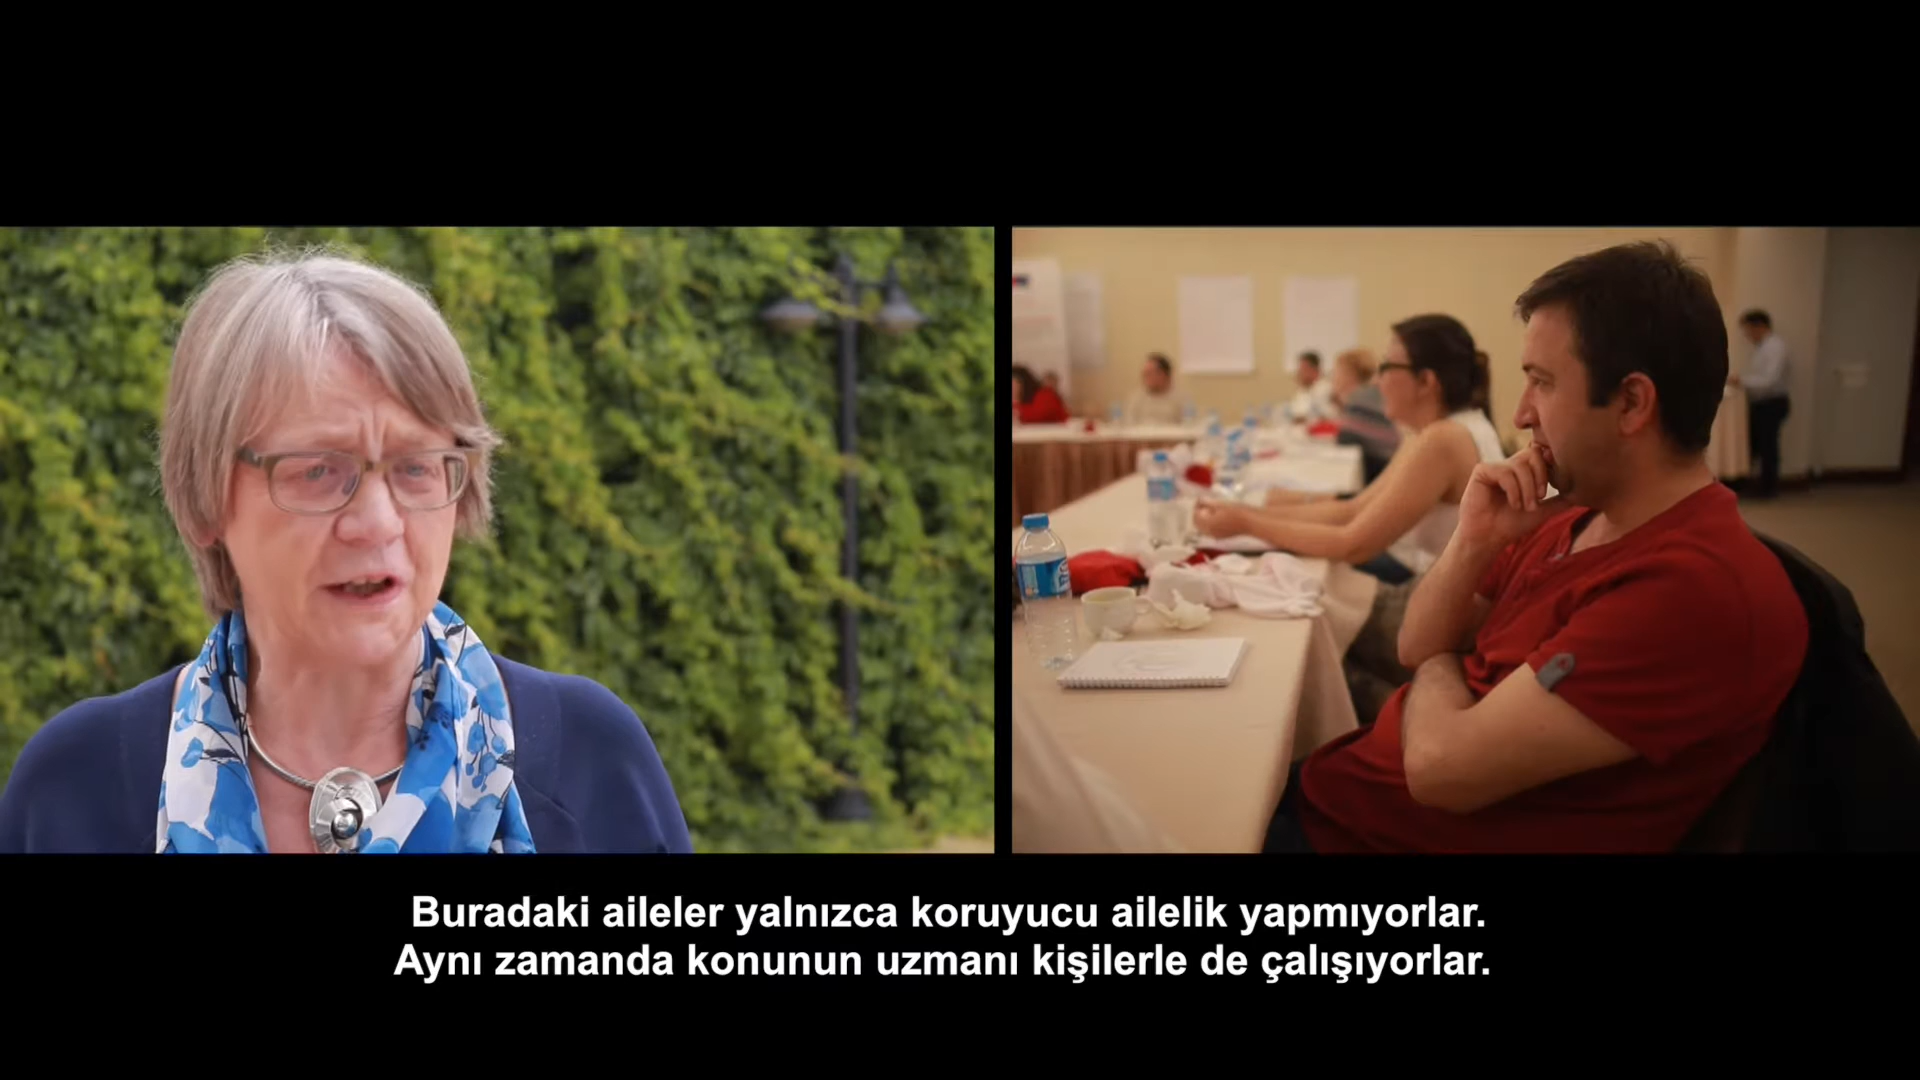 Buradaki aileler yalnızca koruyucu ailelik yapmıyorlar.
Aynı zamanda konunun uzmanı kişilerle de çalışıyorlar.